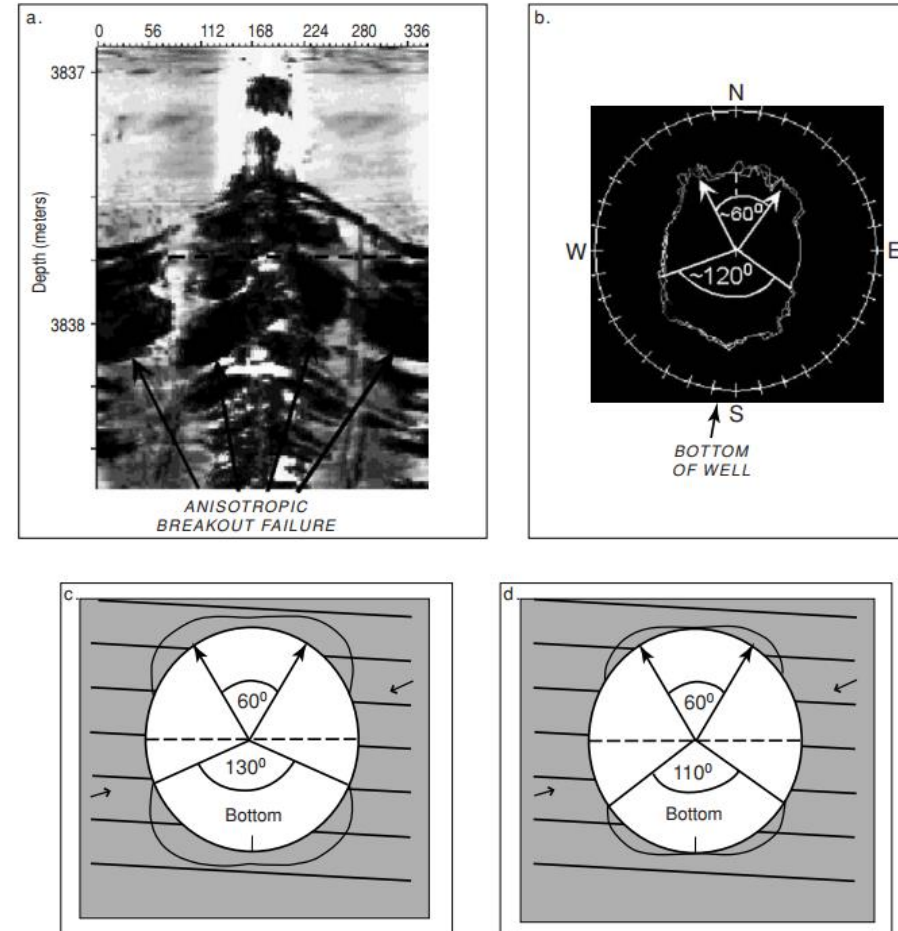 a.
0 56 112 168 224 280 336
3837
Depth (meters)
3838
ANISOTROPIC
BREAKOUT FAILURE
b.
N
~60⁰
W
E
~120⁰
S
BOTTOM
OF WELL
c.
60⁰
130⁰
Bottom
d.
60⁰
110⁰
Bottom